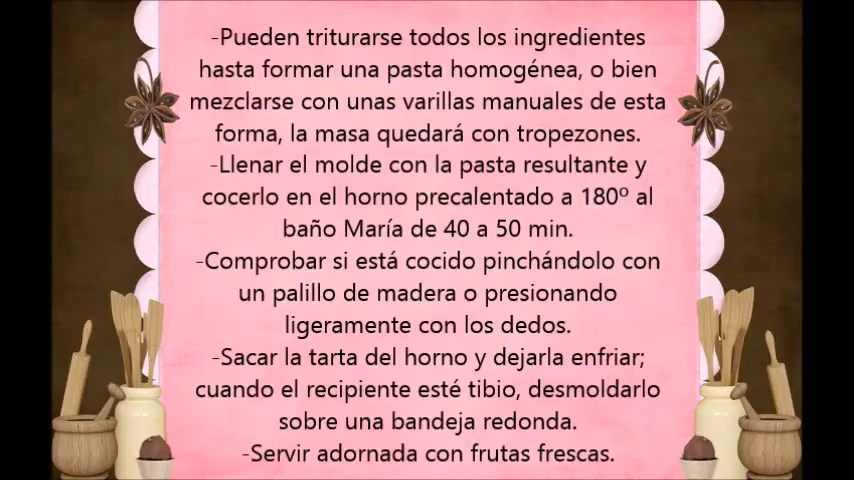 -Pueden triturarse todos los ingredientes
hasta formar una pasta homogénea, o bien
mezclarse con unas varillas manuales de esta
forma, la masa quedará con tropezones.
-Llenar el molde con la pasta resultante y
cocerlo en el horno precalentado a 180º al
baño María de 40 a 50 min.
-Comprobar si está cocido pinchándolo con
un palillo de madera o presionando
ligeramente con los dedos.
-Sacar la tarta del horno y dejarla enfriar;
cuando el recipiente esté tibio, desmoldarlo
sobre una bandeja redonda.
-Servir adornada con frutas frescas.